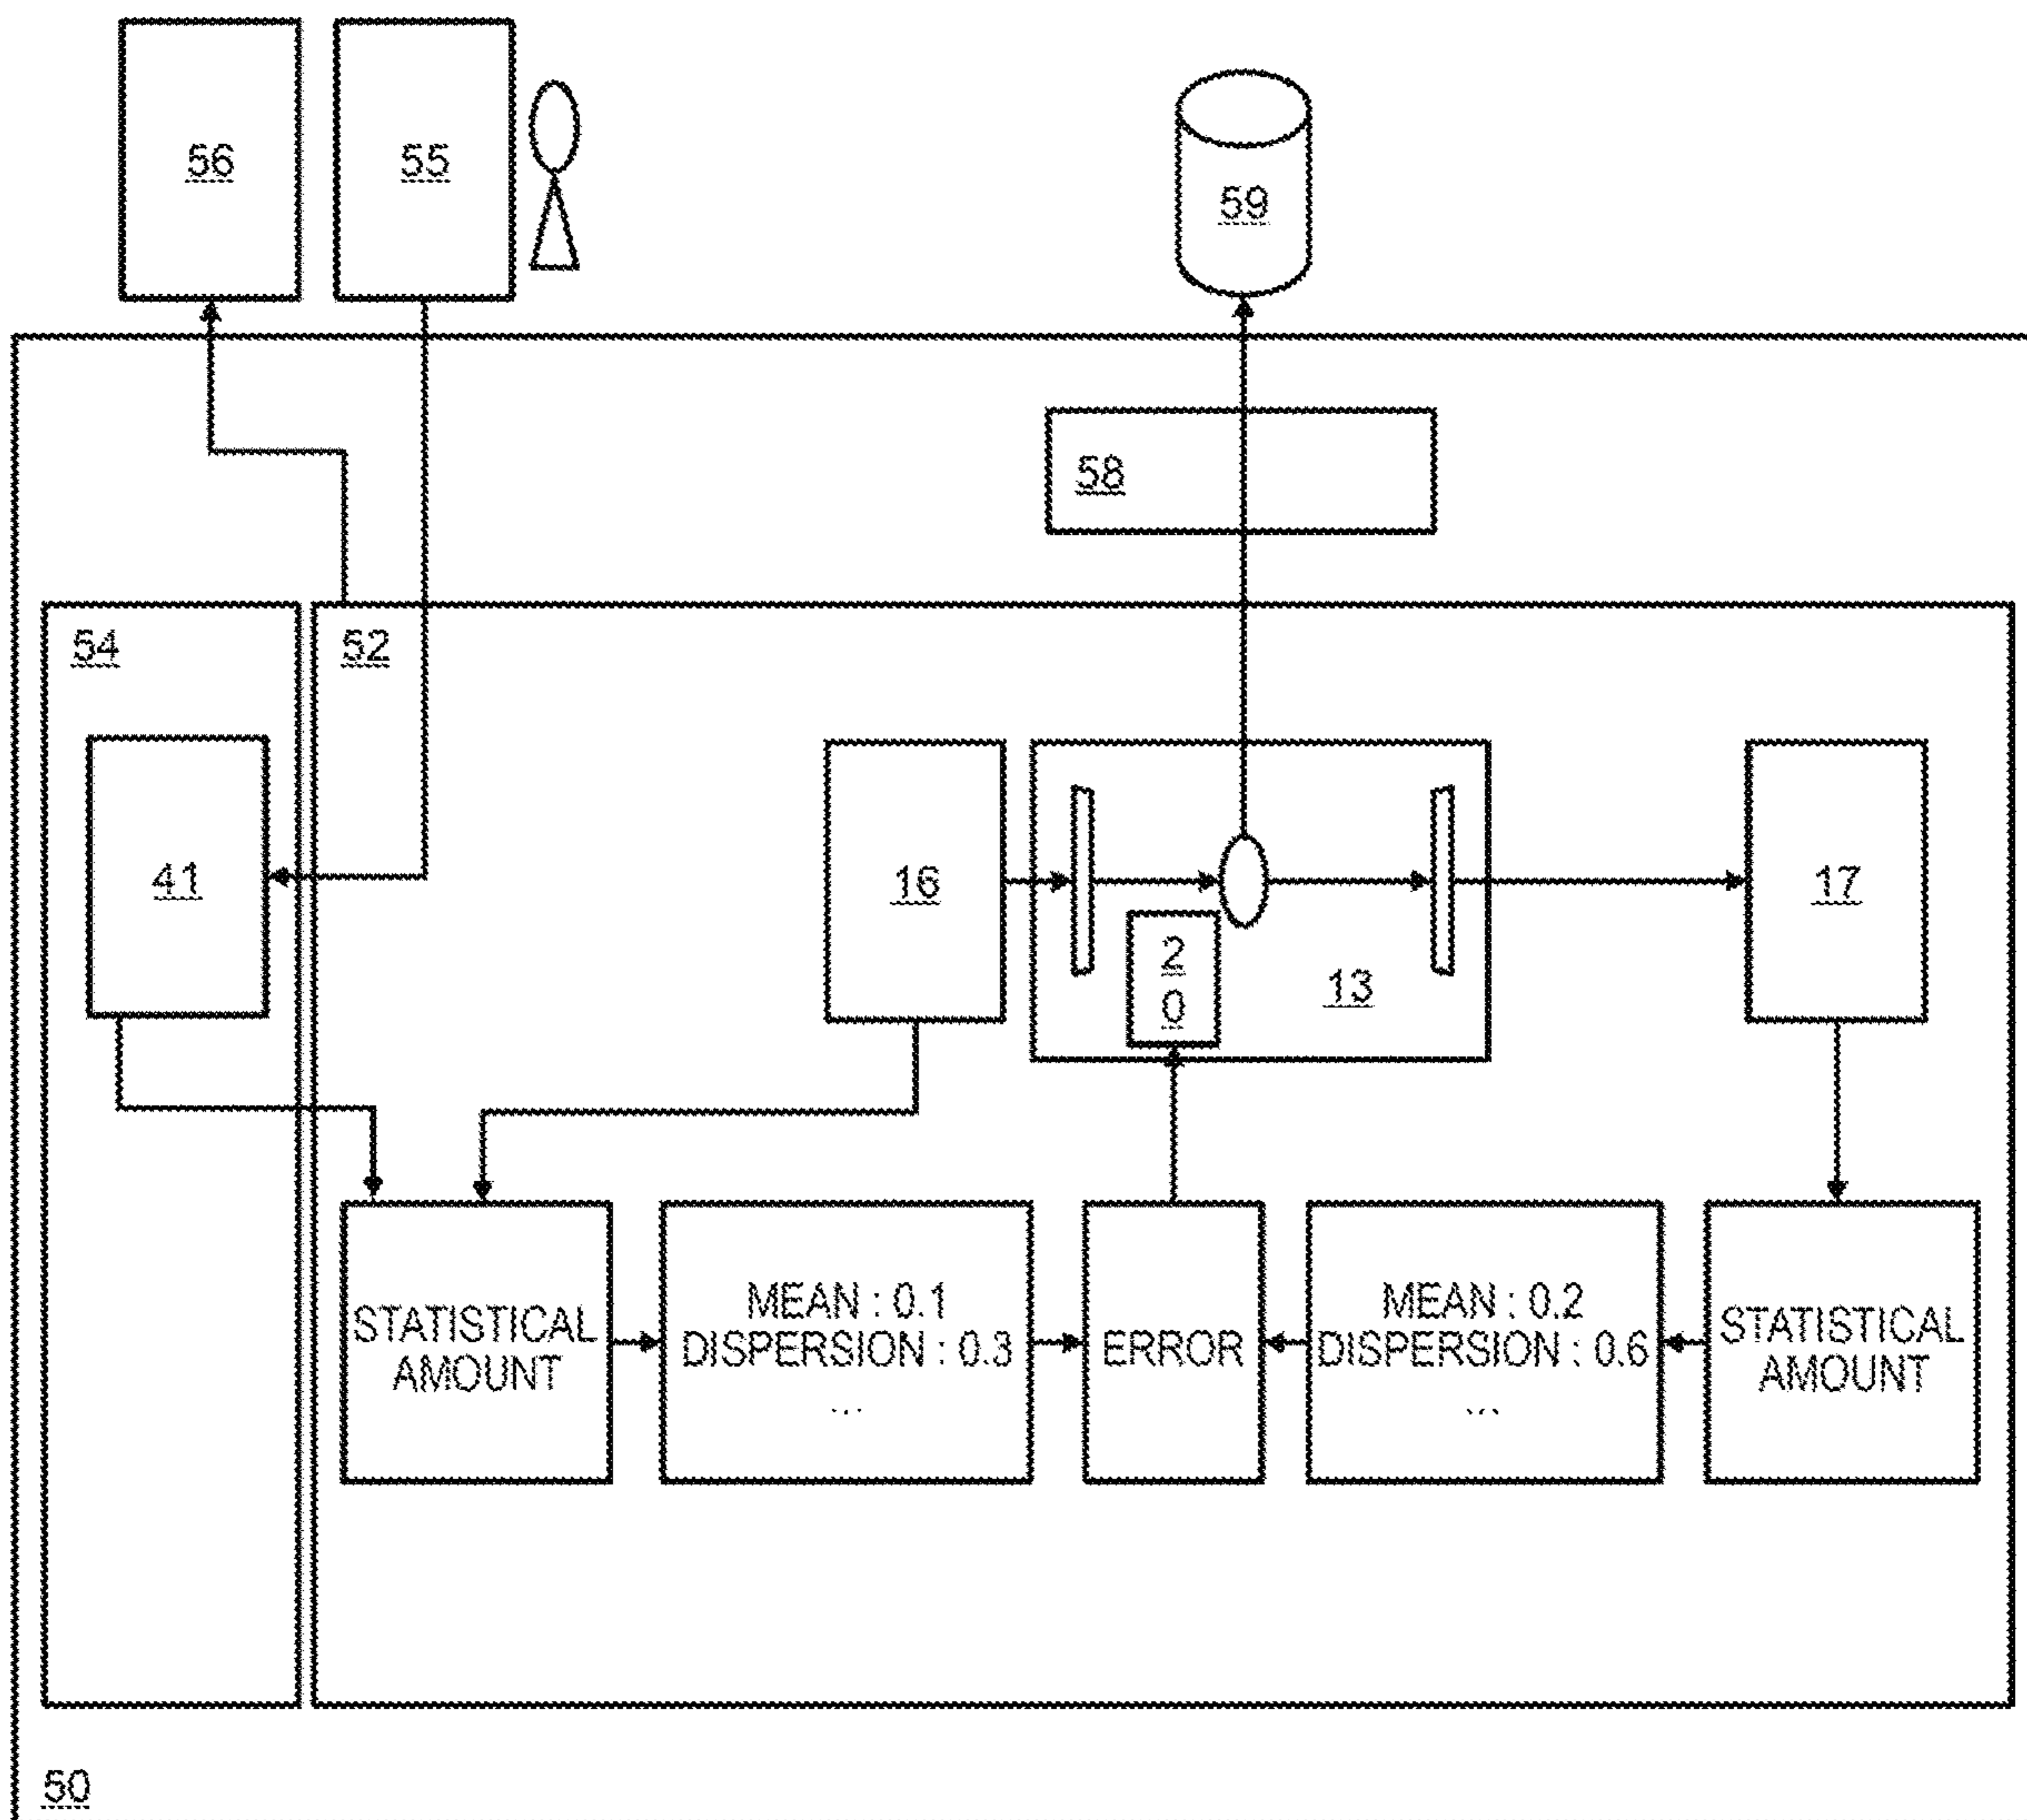 56
55
59
58
54
52
41
16
2
0
13
17
STATISTICAL
AMOUNT
MEAN : 0.1
DISPERSION : 0.3
...
ERROR
MEAN : 0.2
DISPERSION : 0.6
...
STATISTICAL
AMOUNT
50